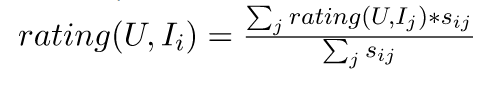 rating(U, I_i) = \frac{\sum_j rating(U,I_j)*s_{ij}}{\sum_j s_{ij}}